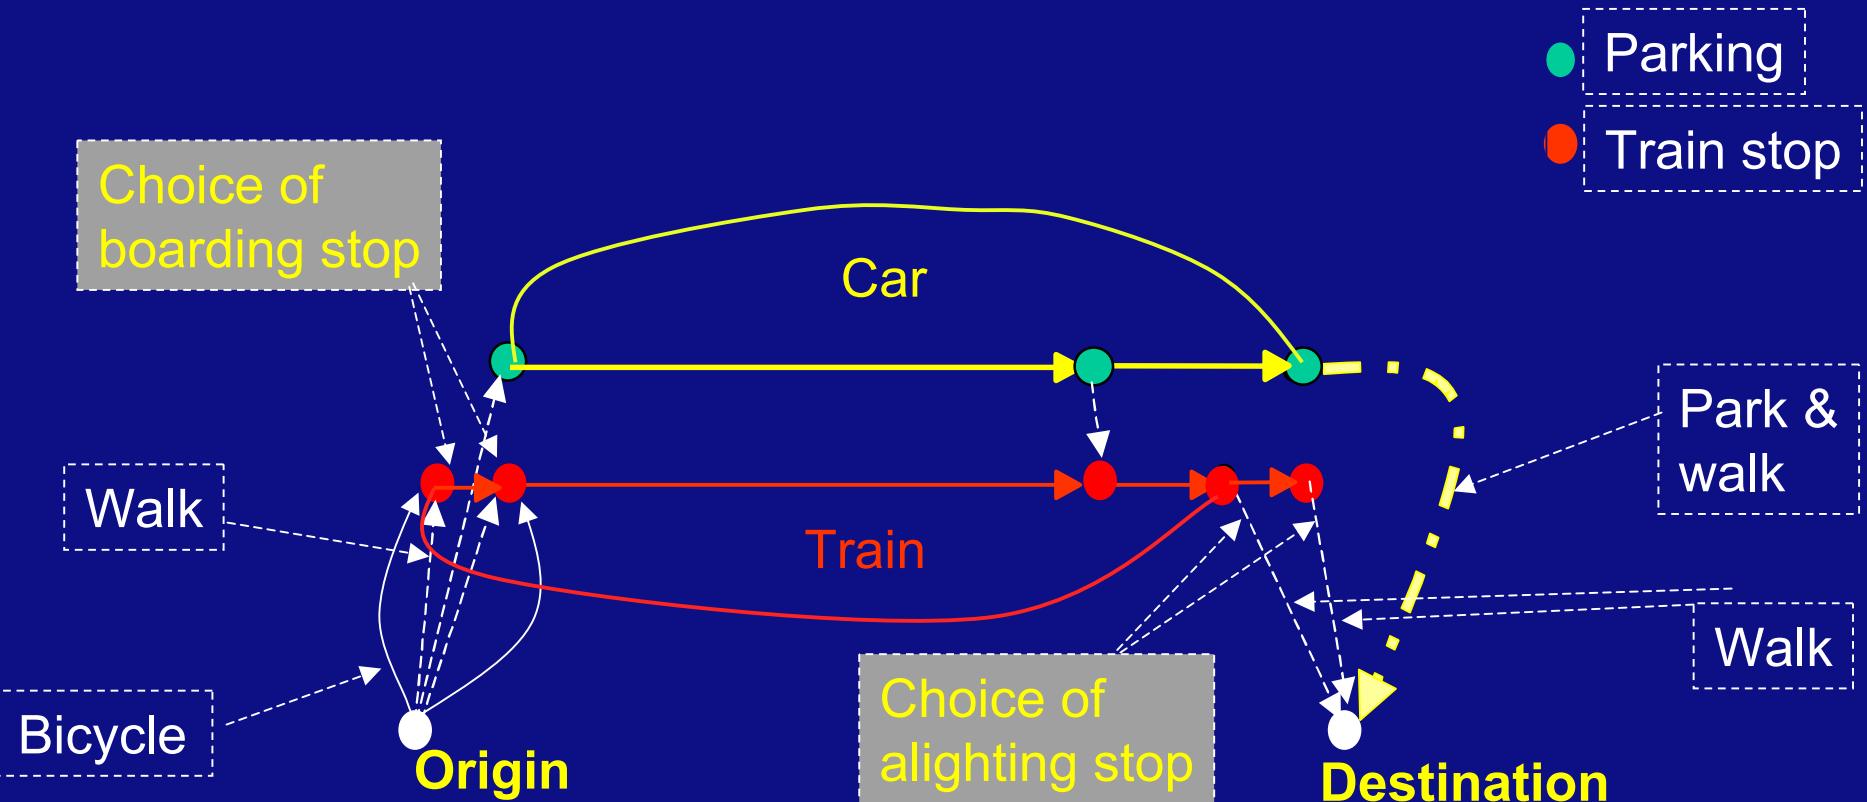 Parking
Train stop
Choice of
boarding stop
Car
Park &
walk
Walk
Train
Walk
Choice of
alighting stop
Bicycle
Origin
Destination